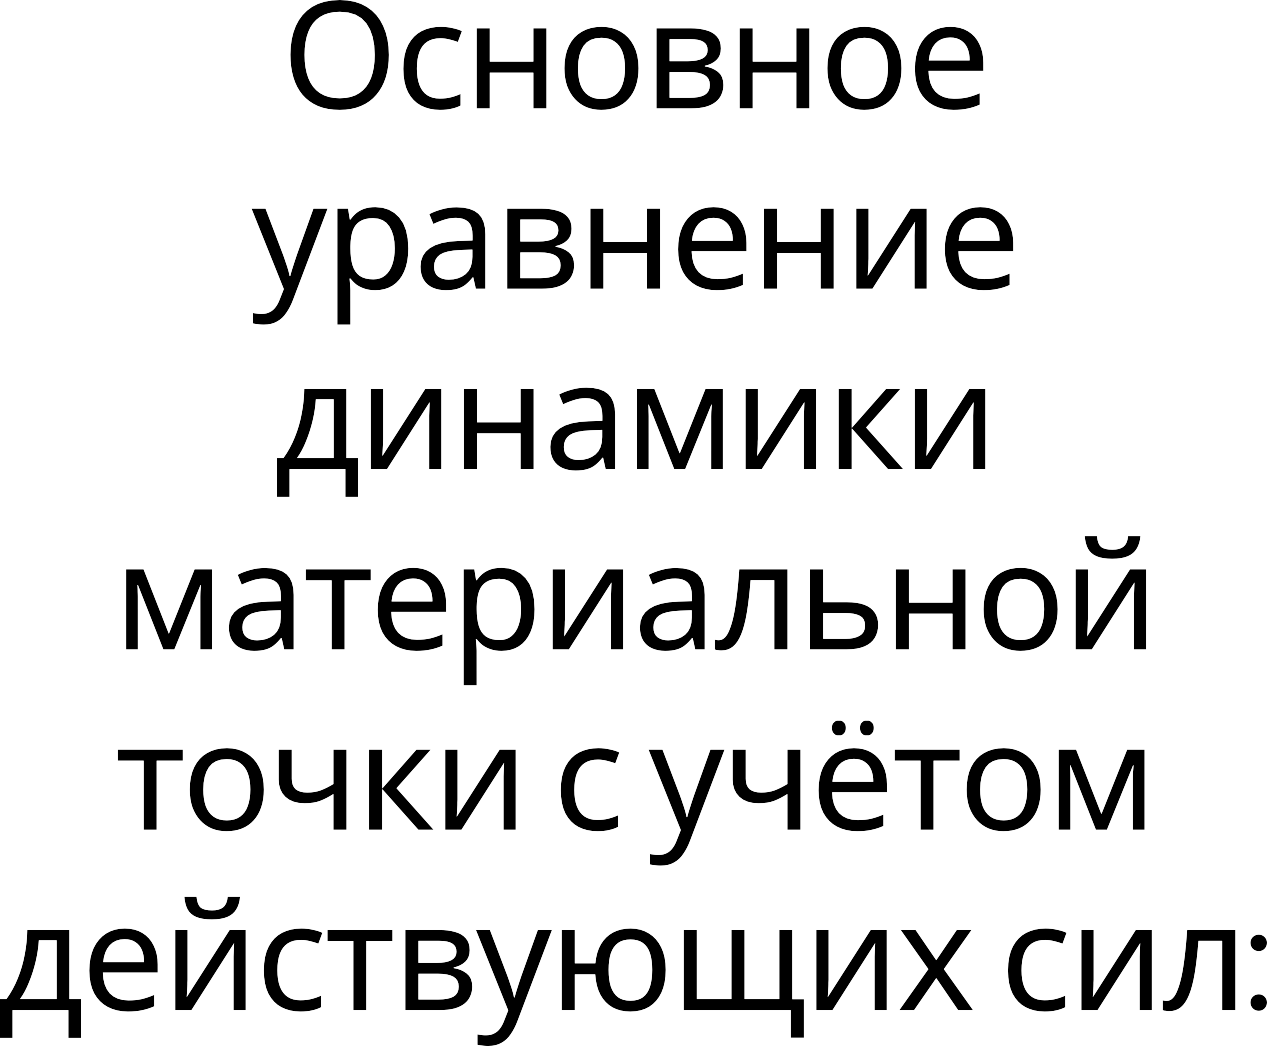 Основное
уравнение
динамики
материальной
точки с учётом
действующих сил: